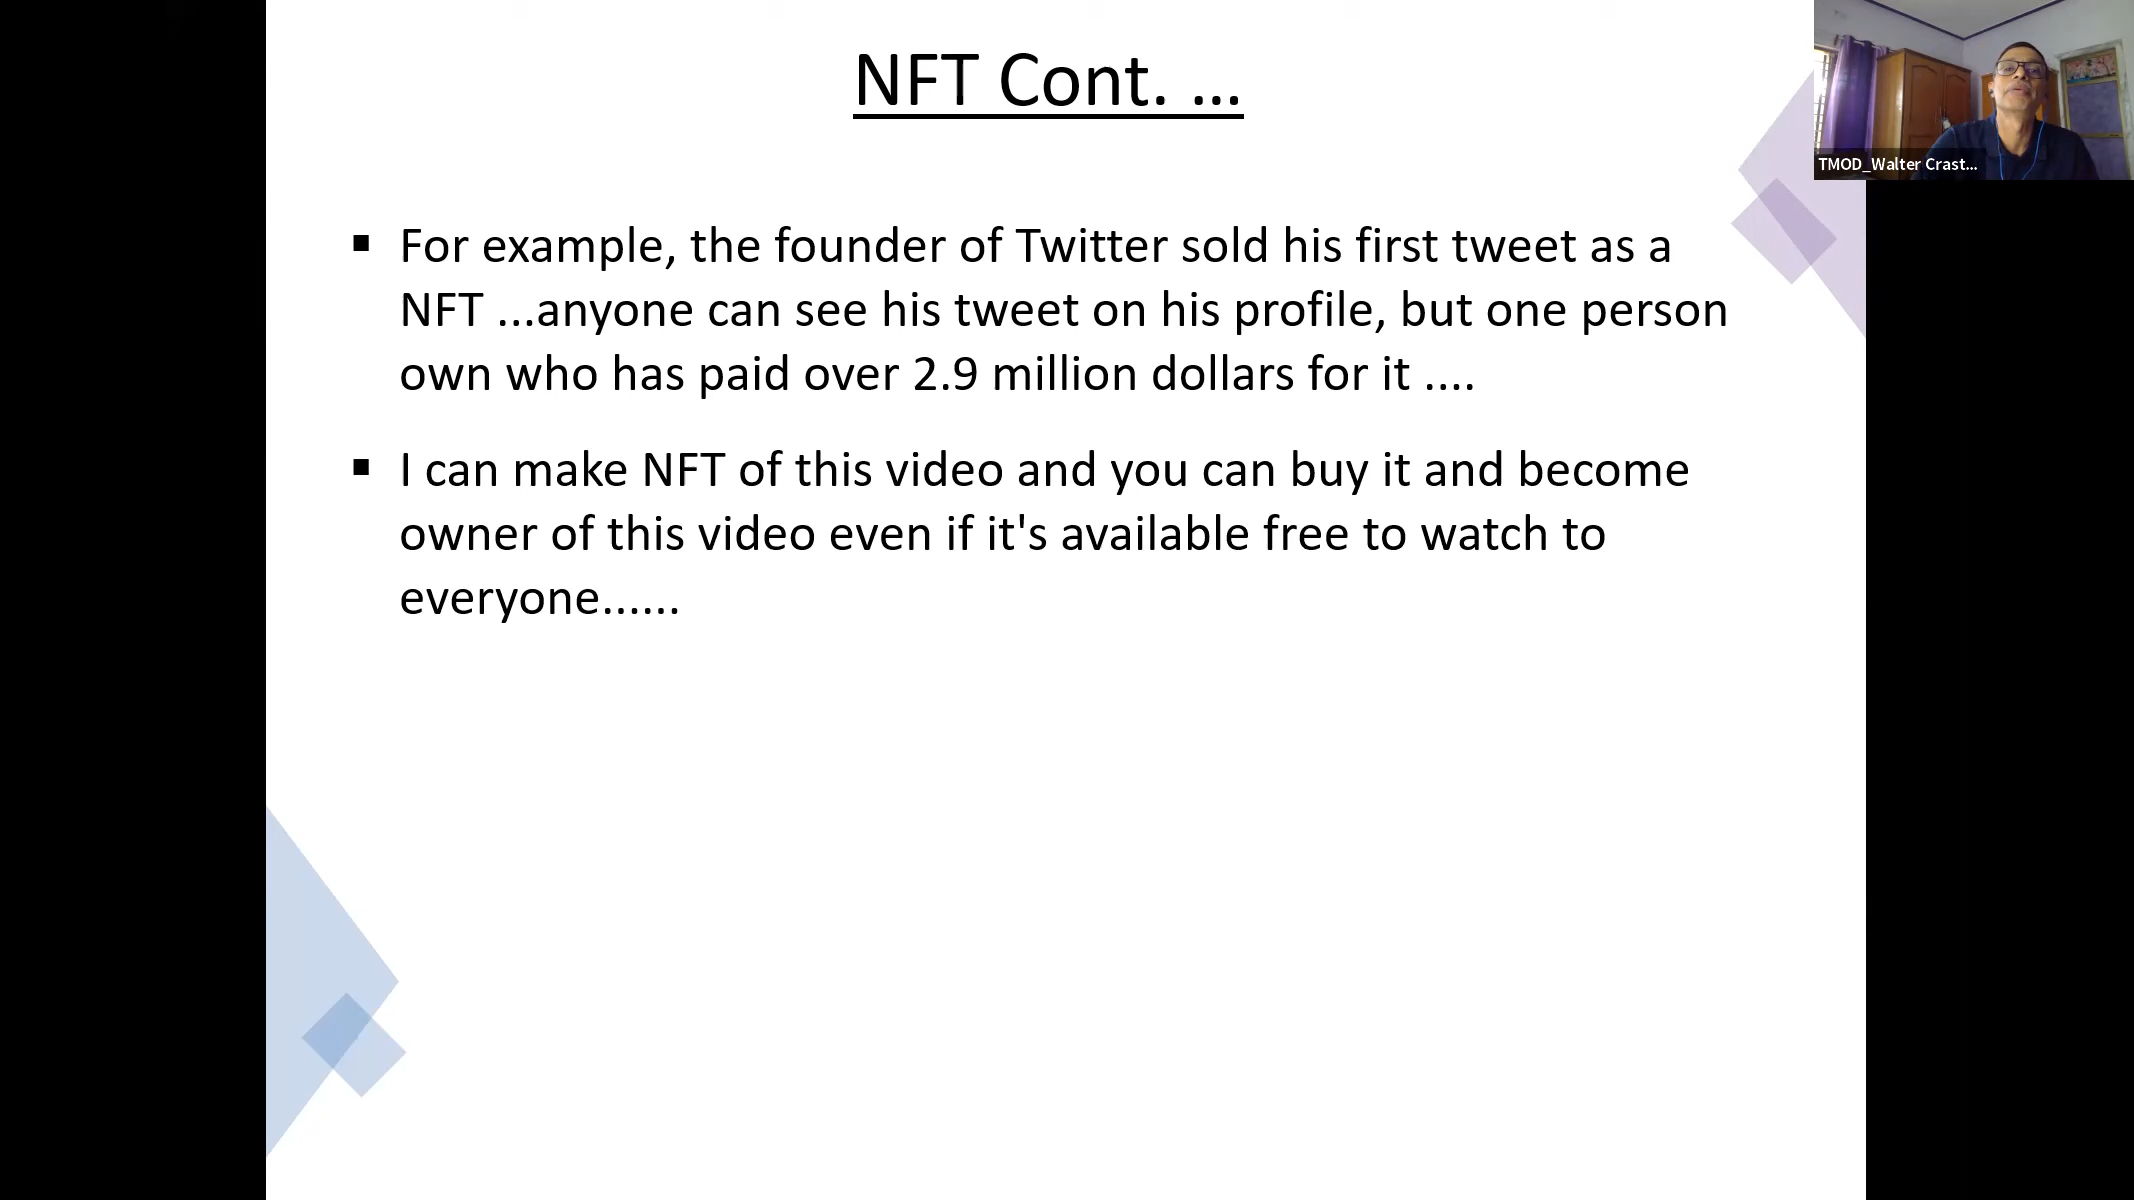 NFT Cont. ...
TMOD_Walter Crast...
▪ For example, the founder of Twitter sold his first tweet as a
NFT ...anyone can see his tweet on his profile, but one person
own who has paid over 2.9 million dollars for it ....
▪ I can make NFT of this video and you can buy it and become
owner of this video even if it's available free to watch to
everyone......